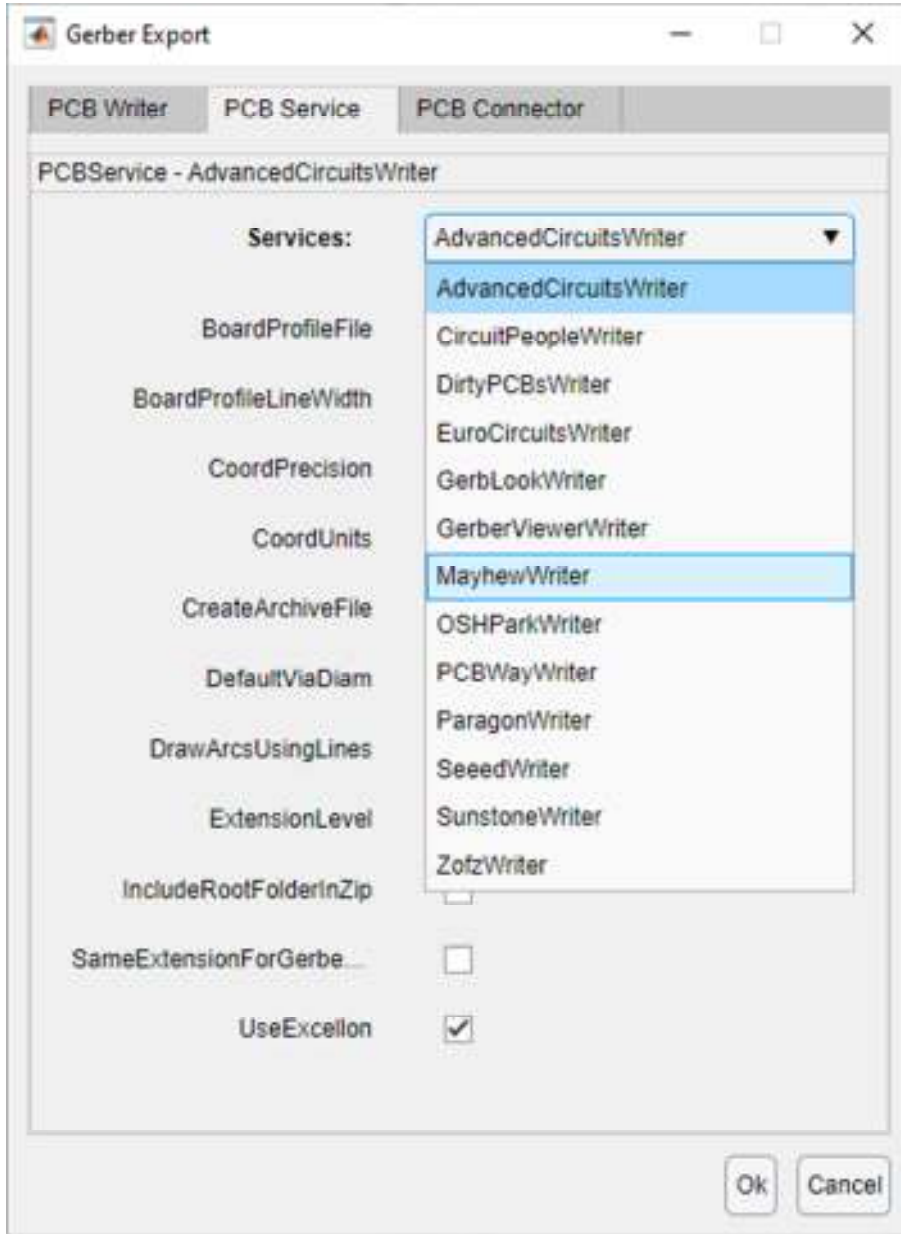 Gerber Export
PCB Writer PCB Service PCB Connector
PCBService - AdvancedCircuitsWriter
Services: AdvancedCircuitsWriter
AdvancedCircuitsWriter
BoardProfileFile
CircuitPeopleWriter
DirtyPCBsWriter
BoardProfileLineWidth
EuroCircuitsWriter
CoordPrecision
GerbLookWriter
GerberViewerWriter
CoordUnits
MayhewWriter
CreateArchiveFile
OSHParkWriter
PCBWayWriter
DefaultViaDiam
ParagonWriter
DrawArcsUsingLines
SeeedWriter
ExtensionLevel
SunstoneWriter
ZofzWriter
IncludeRootFolderInZip
SameExtensionForGerbe...
UseExcellon
Ok Cancel